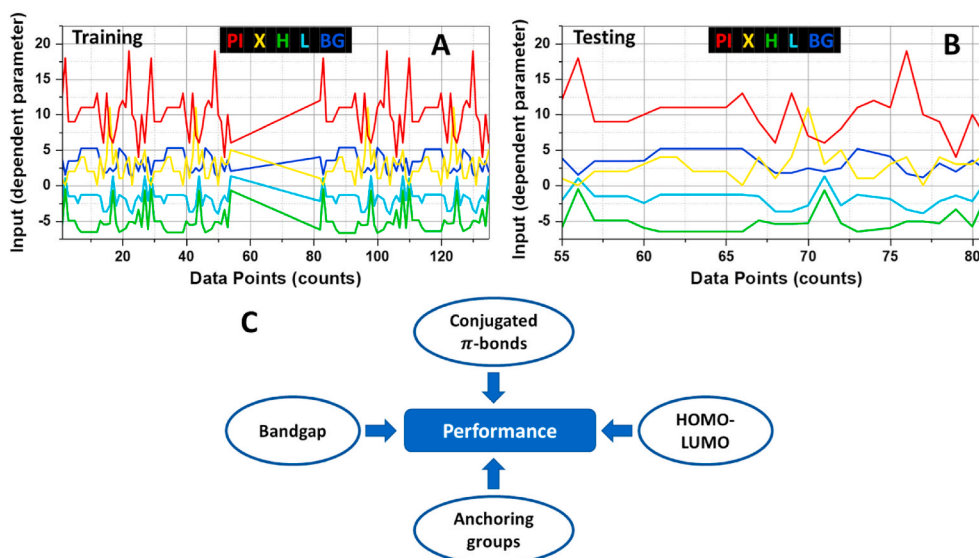 Training
PI X H L BG
A
Input (dependent parameter)
20
15
10
5
0
-5
20 40 60 80 100 120
Data Points (counts)
Testing
PI X H L BG
B
Input (dependent parameter)
20
15
10
5
0
-5
55 60 65 70 75 80
Data Points (counts)
C
Conjugated
π-bonds
Bandgap
Performance
HOMO-
LUMO
Anchoring
groups